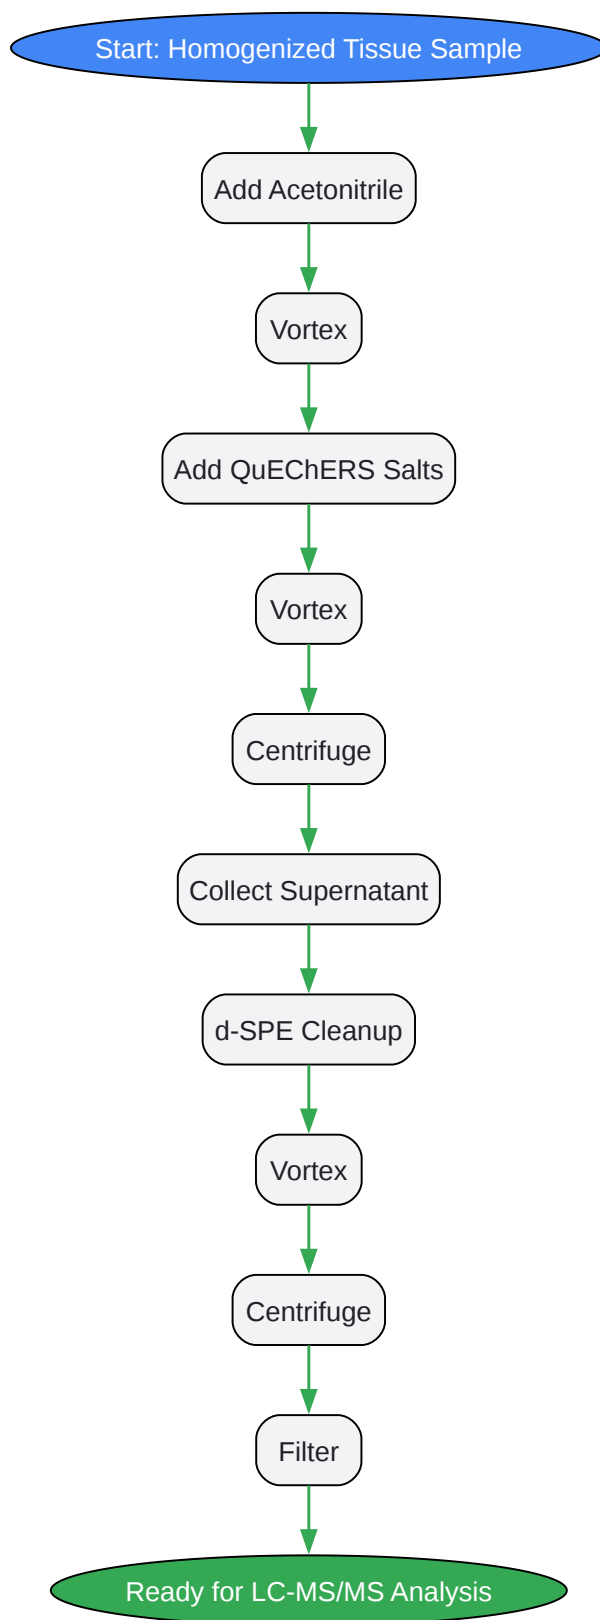 Start: Homogenized Tissue Sample
Add Acetonitrile
Vortex
Add QuEChERS Salts
Vortex
Centrifuge
Collect Supernatant
d-SPE Cleanup
Vortex
Centrifuge
Filter
Ready for LC-MS/MS Analysis